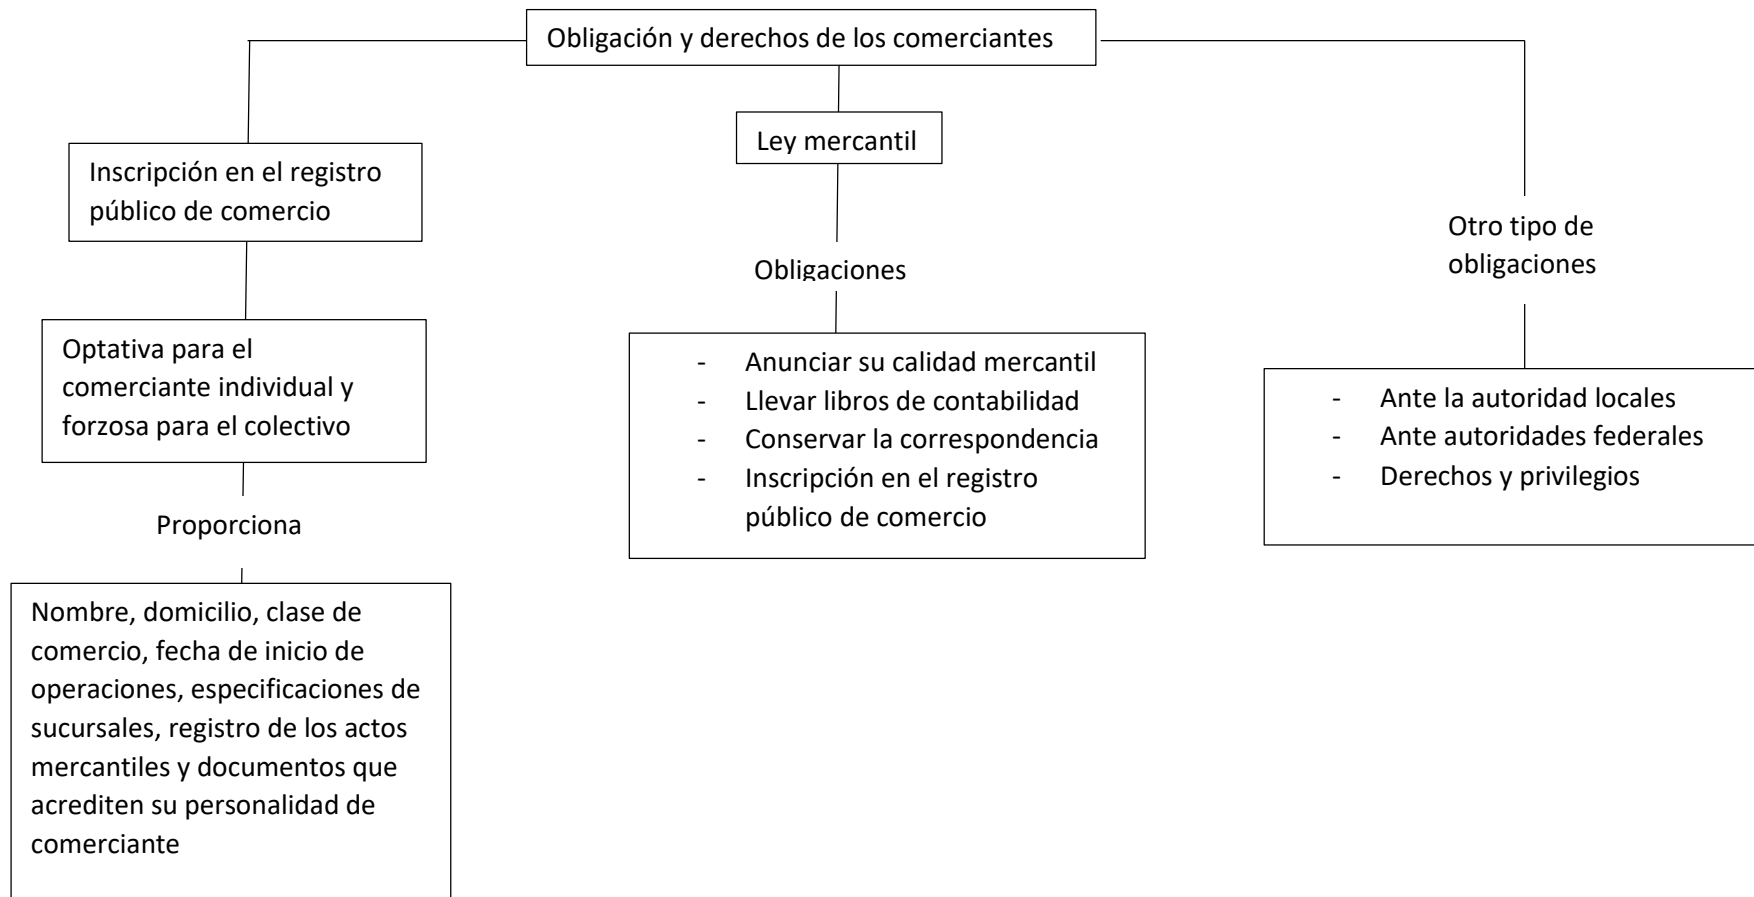 Obligación y derechos de los comerciantes
Inscripción en el registro
público de comercio
Optativa para el
comerciante individual y
forzosa para el colectivo
Proporciona
Nombre, domicilio, clase de
comercio, fecha de inicio de
operaciones, especificaciones de
sucursales, registro de los actos
mercantiles y documentos que
acrediten su personalidad de
comerciante
Ley mercantil
Obligaciones
- Anunciar su calidad mercantil
- Llevar libros de contabilidad
- Conservar la correspondencia
- Inscripción en el registro
público de comercio
Otro tipo de
obligaciones
- Ante la autoridad locales
- Ante autoridades federales
- Derechos y privilegios